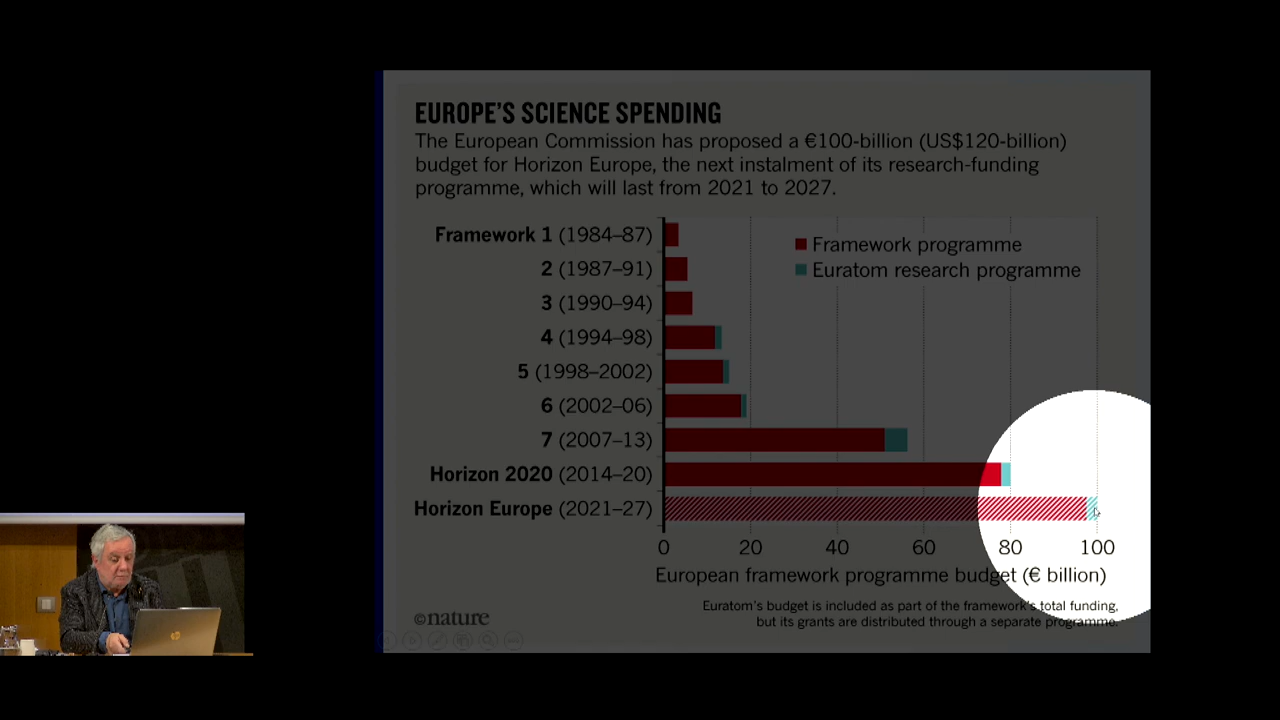 EUROPE'S SCIENCE SPENDING
The European Commission has proposed a €100-billion (US$120-billion)
budget for Horizon Europe, the next instalment of its research-funding
programme, which will last from 2021 to 2027.
Framework programme
Euratom research programme
Framework 1 (1984–87)
2 (1987–91)
3 (1990–94)
4 (1994–98)
5 (1998–2002)
6 (2002–06)
7 (2007–13)
Horizon 2020 (2014–20)
Horizon Europe (2021–27)
0 20 40 60 80 100
European framework programme budget (€ billion)
Euratom's budget is included as part of the framework's total funding,
but its grants are distributed through a separate programme.
©nature
hp